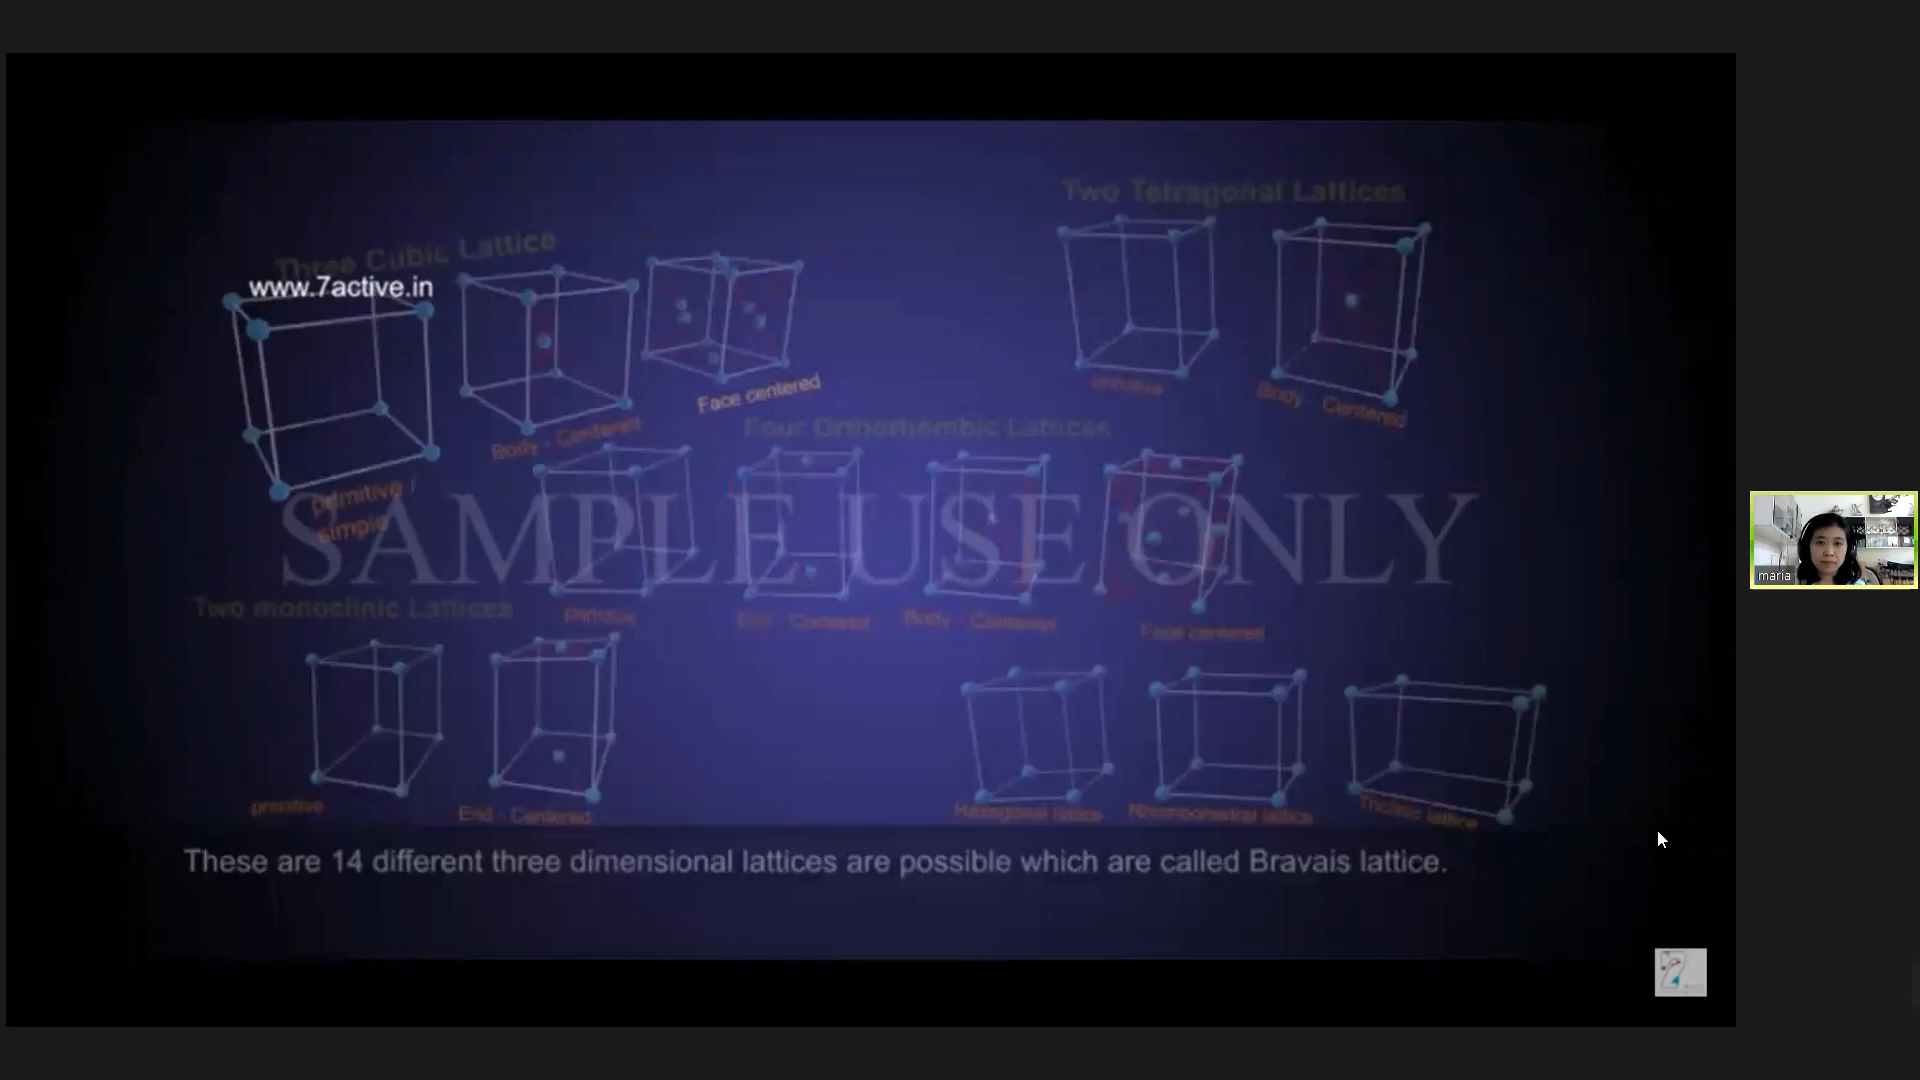 Two Tetragonal Lattices
Three Cubic Lattice
www.7active.in
primitive
Body - Centered
Face centered
Four Orthorhombic Lattices
Body - Centered
primitive /
simple
SAMPLE USE ONLY
maria
Two monoclinic Lattices
primitive
End - Centered
Body - Centered
Face centered
primitive
End - Centered
Hexagonal lattice
Rhombohedral lattice
Triclinic lattice
These are 14 different three dimensional lattices are possible which are called Bravais lattice.
7